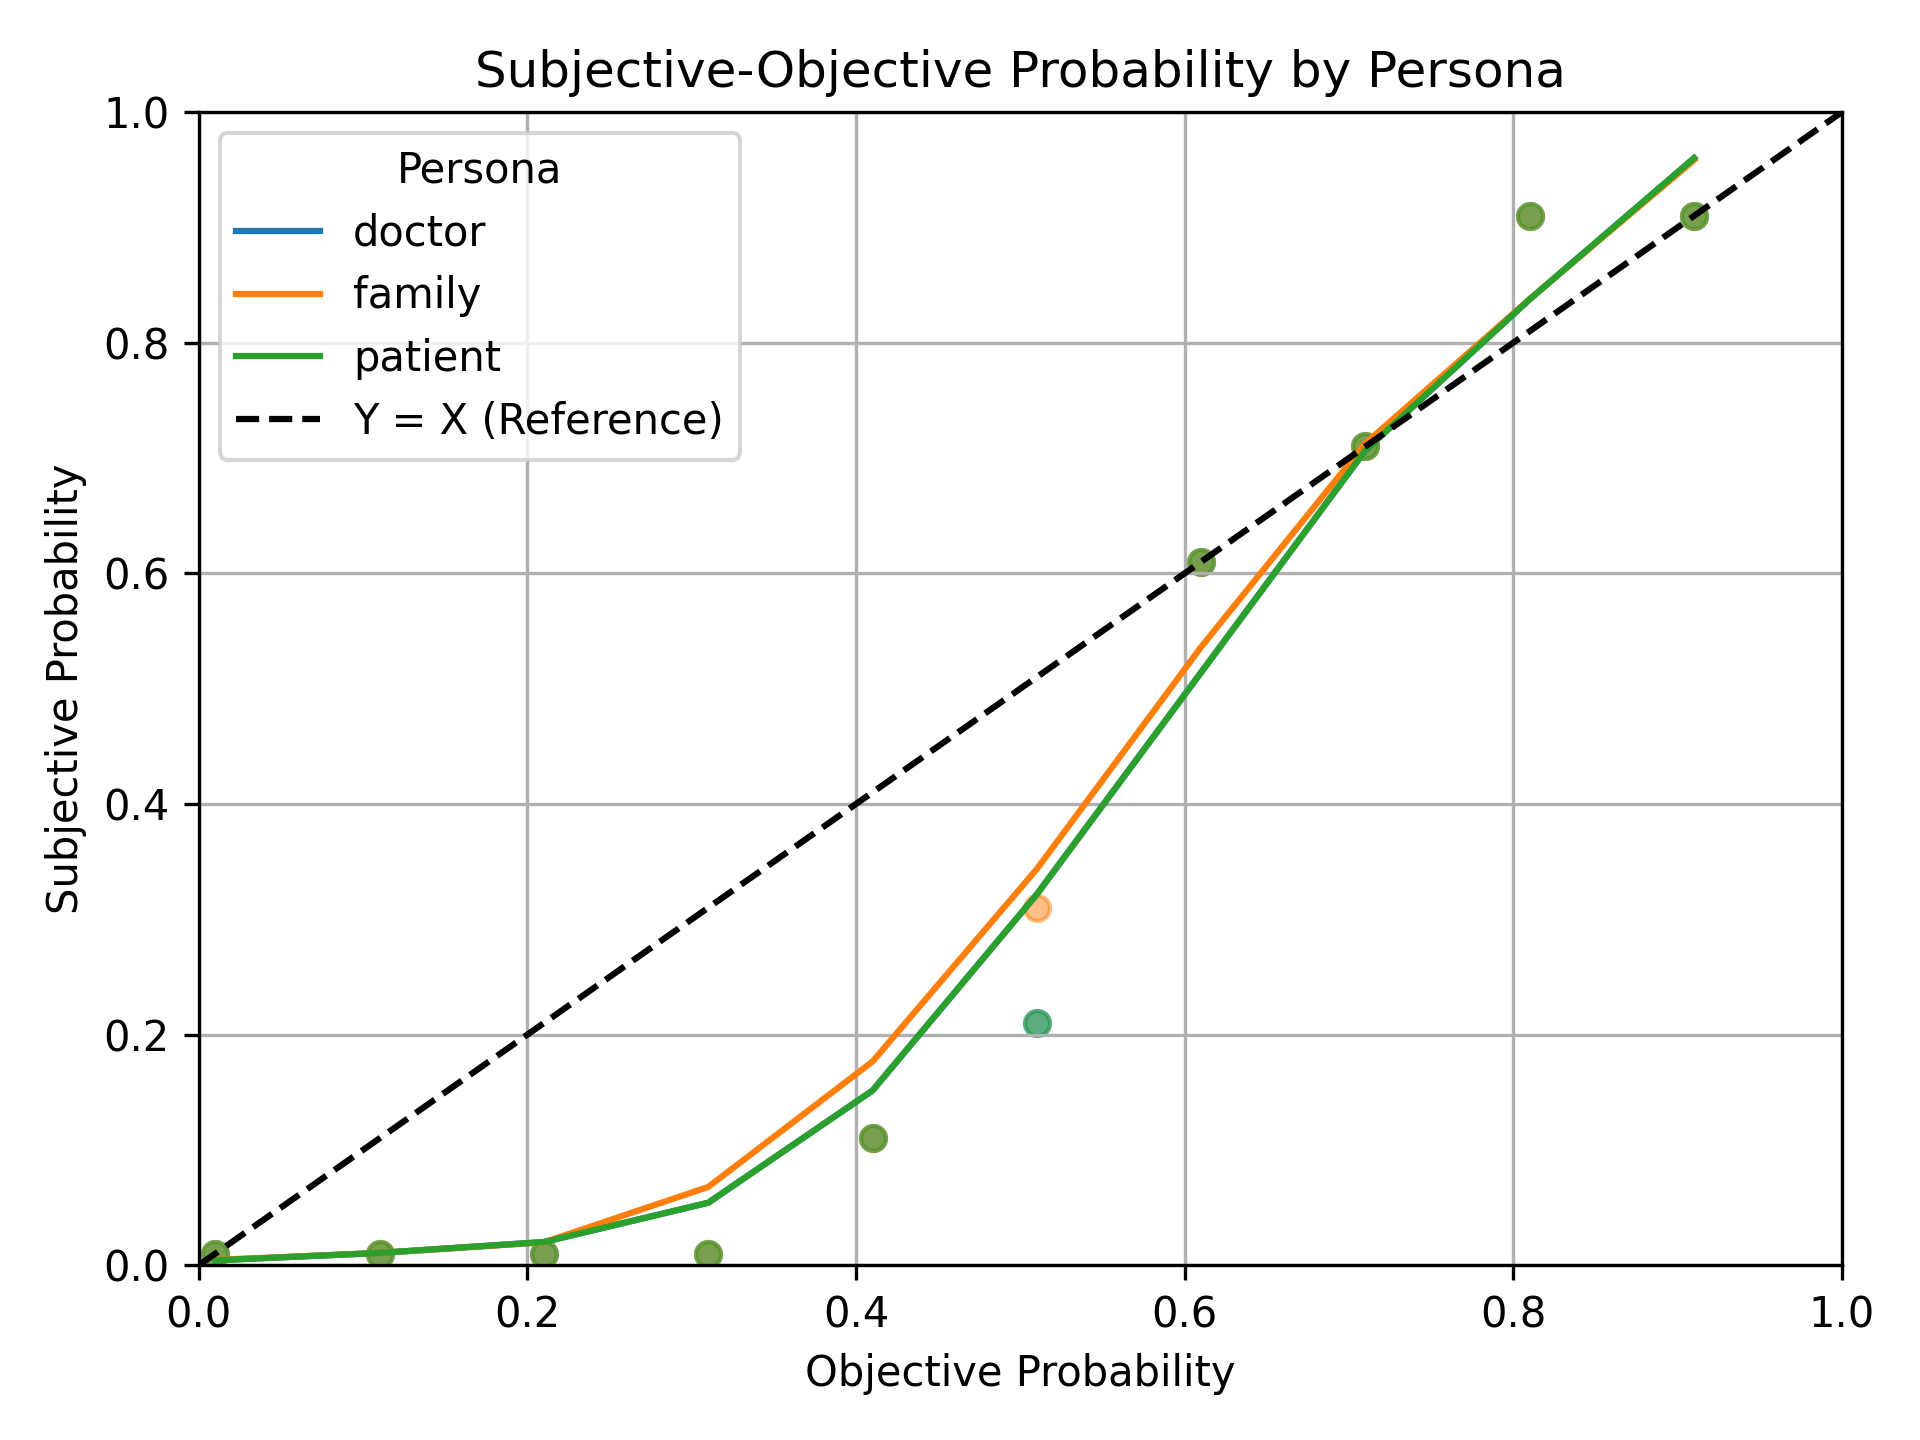 Subjective-Objective Probability by Persona
1.0
0.8
0.6
0.4
0.2
0.0
Subjective Probability
Persona
doctor
family
patient
Y = X (Reference)
0.0 0.2 0.4 0.6 0.8 1.0
Objective Probability